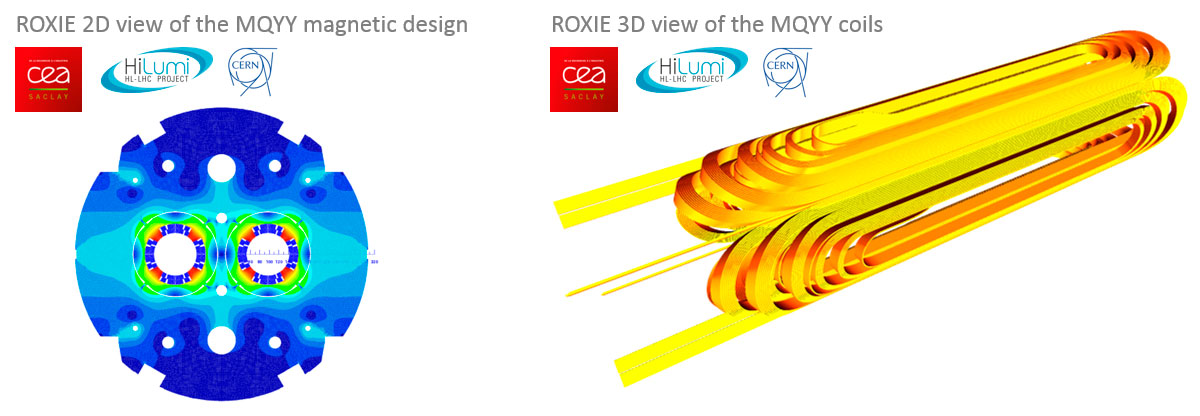 ROXIE 2D view of the MQYY magnetic design
cea
SACLAY
HiLumi
HL-LHC PROJECT
CERN
ROXIE 3D view of the MQYY coils
cea
SACLAY
HiLumi
HL-LHC PROJECT
CERN